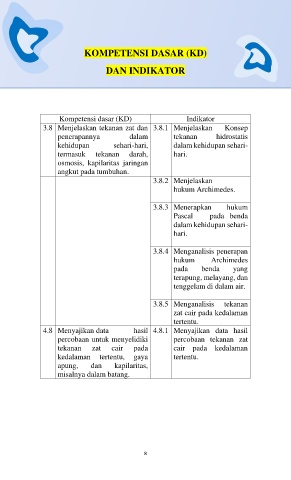 KOMPETENSI DASAR (KD)
DAN INDIKATOR
Kompetensi dasar (KD)
Indikator
3.8 Menjelaskan tekanan zat dan
penerapannya dalam
kehidupan sehari-hari,
termasuk tekanan darah,
osmosis, kapilaritas jaringan
angkut pada tumbuhan.
3.8.1 Menjelaskan Konsep
tekanan hidrostatis
dalam kehidupan sehari-
hari.
3.8.2 Menjelaskan
hukum Archimedes.
3.8.3 Menerapkan hukum
Pascal pada benda
dalam kehidupan sehari-
hari.
3.8.4 Menganalisis penerapan
hukum Archimedes
pada benda yang
terapung, melayang, dan
tenggelam di dalam air.
3.8.5 Menganalisis tekanan
zat cair pada kedalaman
tertentu.
4.8 Menyajikan data hasil
percobaan untuk menyelidiki
tekanan zat cair pada
kedalaman tertentu, gaya
apung, dan kapilaritas,
misalnya dalam batang.
4.8.1 Menyajikan data hasil
percobaan tekanan zat
cair pada kedalaman
tertentu.
8